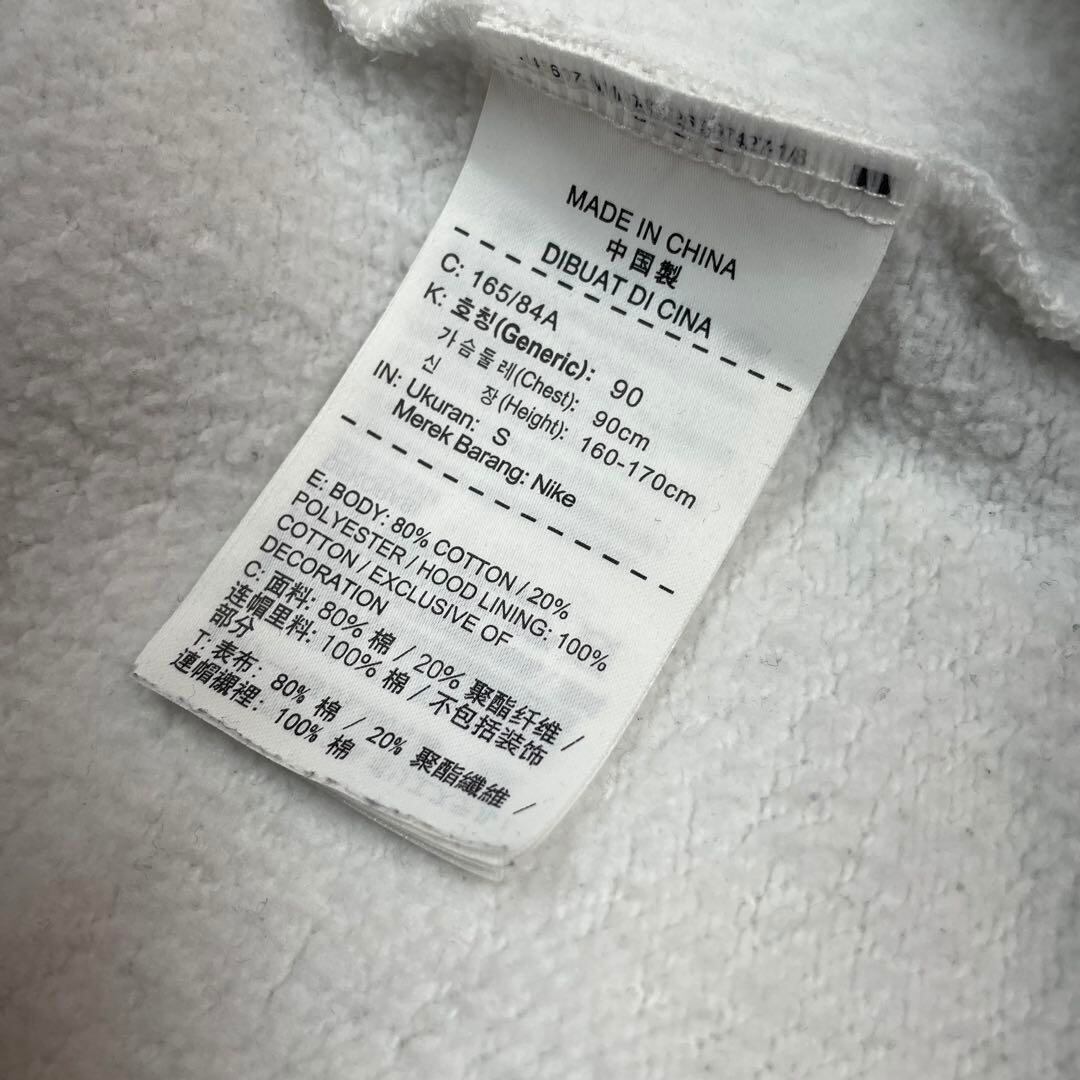 MADE IN CHINA
中国製
DIBUAT DI CINA
C: 165/84A
K: 호칭(Generic): 90
가슴둘레(Chest): 90cm
신 장(Height): 160-170cm
IN: Ukuran: S
Merek Barang: Nike
E: BODY: 80% COTTON / 20%
POLYESTER / HOOD LINING: 100%
COTTON / EXCLUSIVE OF
DECORATION
C: 面料: 80% 棉 / 20% 聚酯纤维 /
连帽里料: 100% 棉 / 不包括装饰
部分
T: 表布: 80% 棉 / 20% 聚酯纖維 /
連帽襯裡: 100% 棉